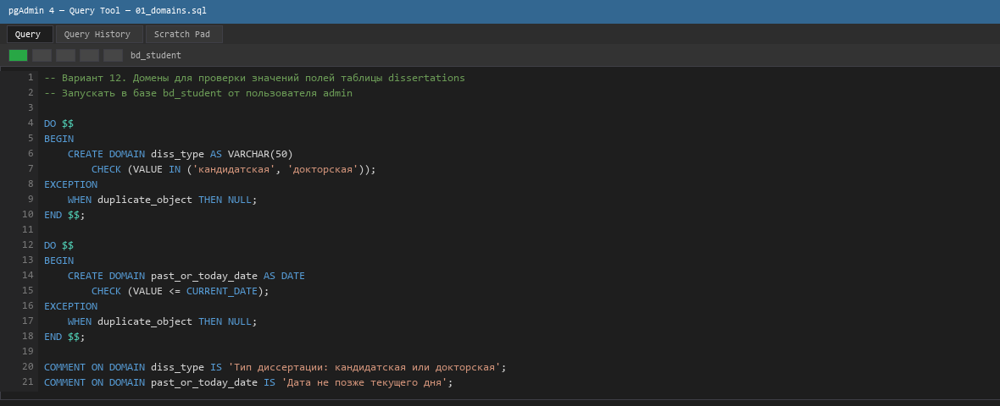 pgAdmin 4 — Query Tool — 01_domains.sql
Query Query History Scratch Pad
bd_student
1 -- Вариант 12. Домены для проверки значений полей таблицы dissertations
2 -- Запускать в базе bd_student от пользователя admin
3
4 DO $$
5 BEGIN
6     CREATE DOMAIN diss_type AS VARCHAR(50)
7         CHECK (VALUE IN ('кандидатская', 'докторская'));
8 EXCEPTION
9     WHEN duplicate_object THEN NULL;
10 END $$;
11
12 DO $$
13 BEGIN
14     CREATE DOMAIN past_or_today_date AS DATE
15         CHECK (VALUE <= CURRENT_DATE);
16 EXCEPTION
17     WHEN duplicate_object THEN NULL;
18 END $$;
19
20 COMMENT ON DOMAIN diss_type IS 'Тип диссертации: кандидатская или докторская';
21 COMMENT ON DOMAIN past_or_today_date IS 'Дата не позже текущего дня';